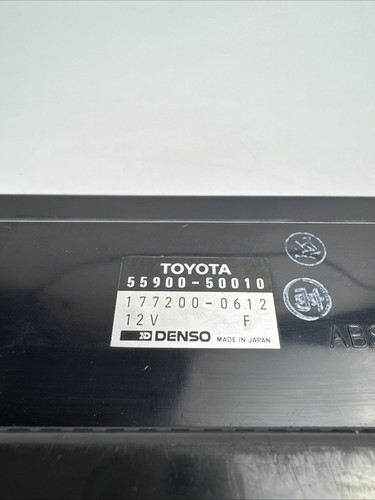 TOYOTA
55900-50010
177200-0612
12V F
DENSO MADE IN JAPAN
ABS